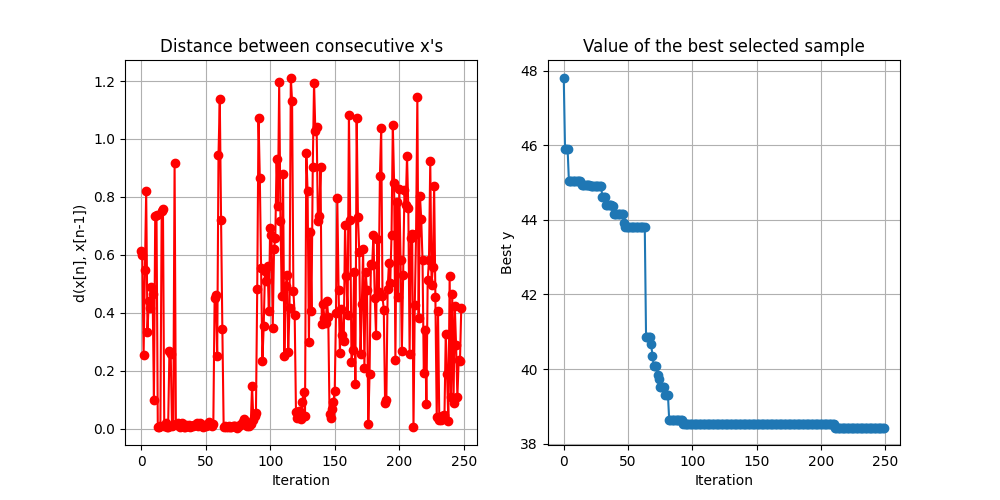 Distance between consecutive x's
d(x[n], x[n-1])
1.2
1.0
0.8
0.6
0.4
0.2
0.0
0 50 100 150 200 250
Iteration
Value of the best selected sample
Best y
48
46
44
42
40
38
0 50 100 150 200 250
Iteration